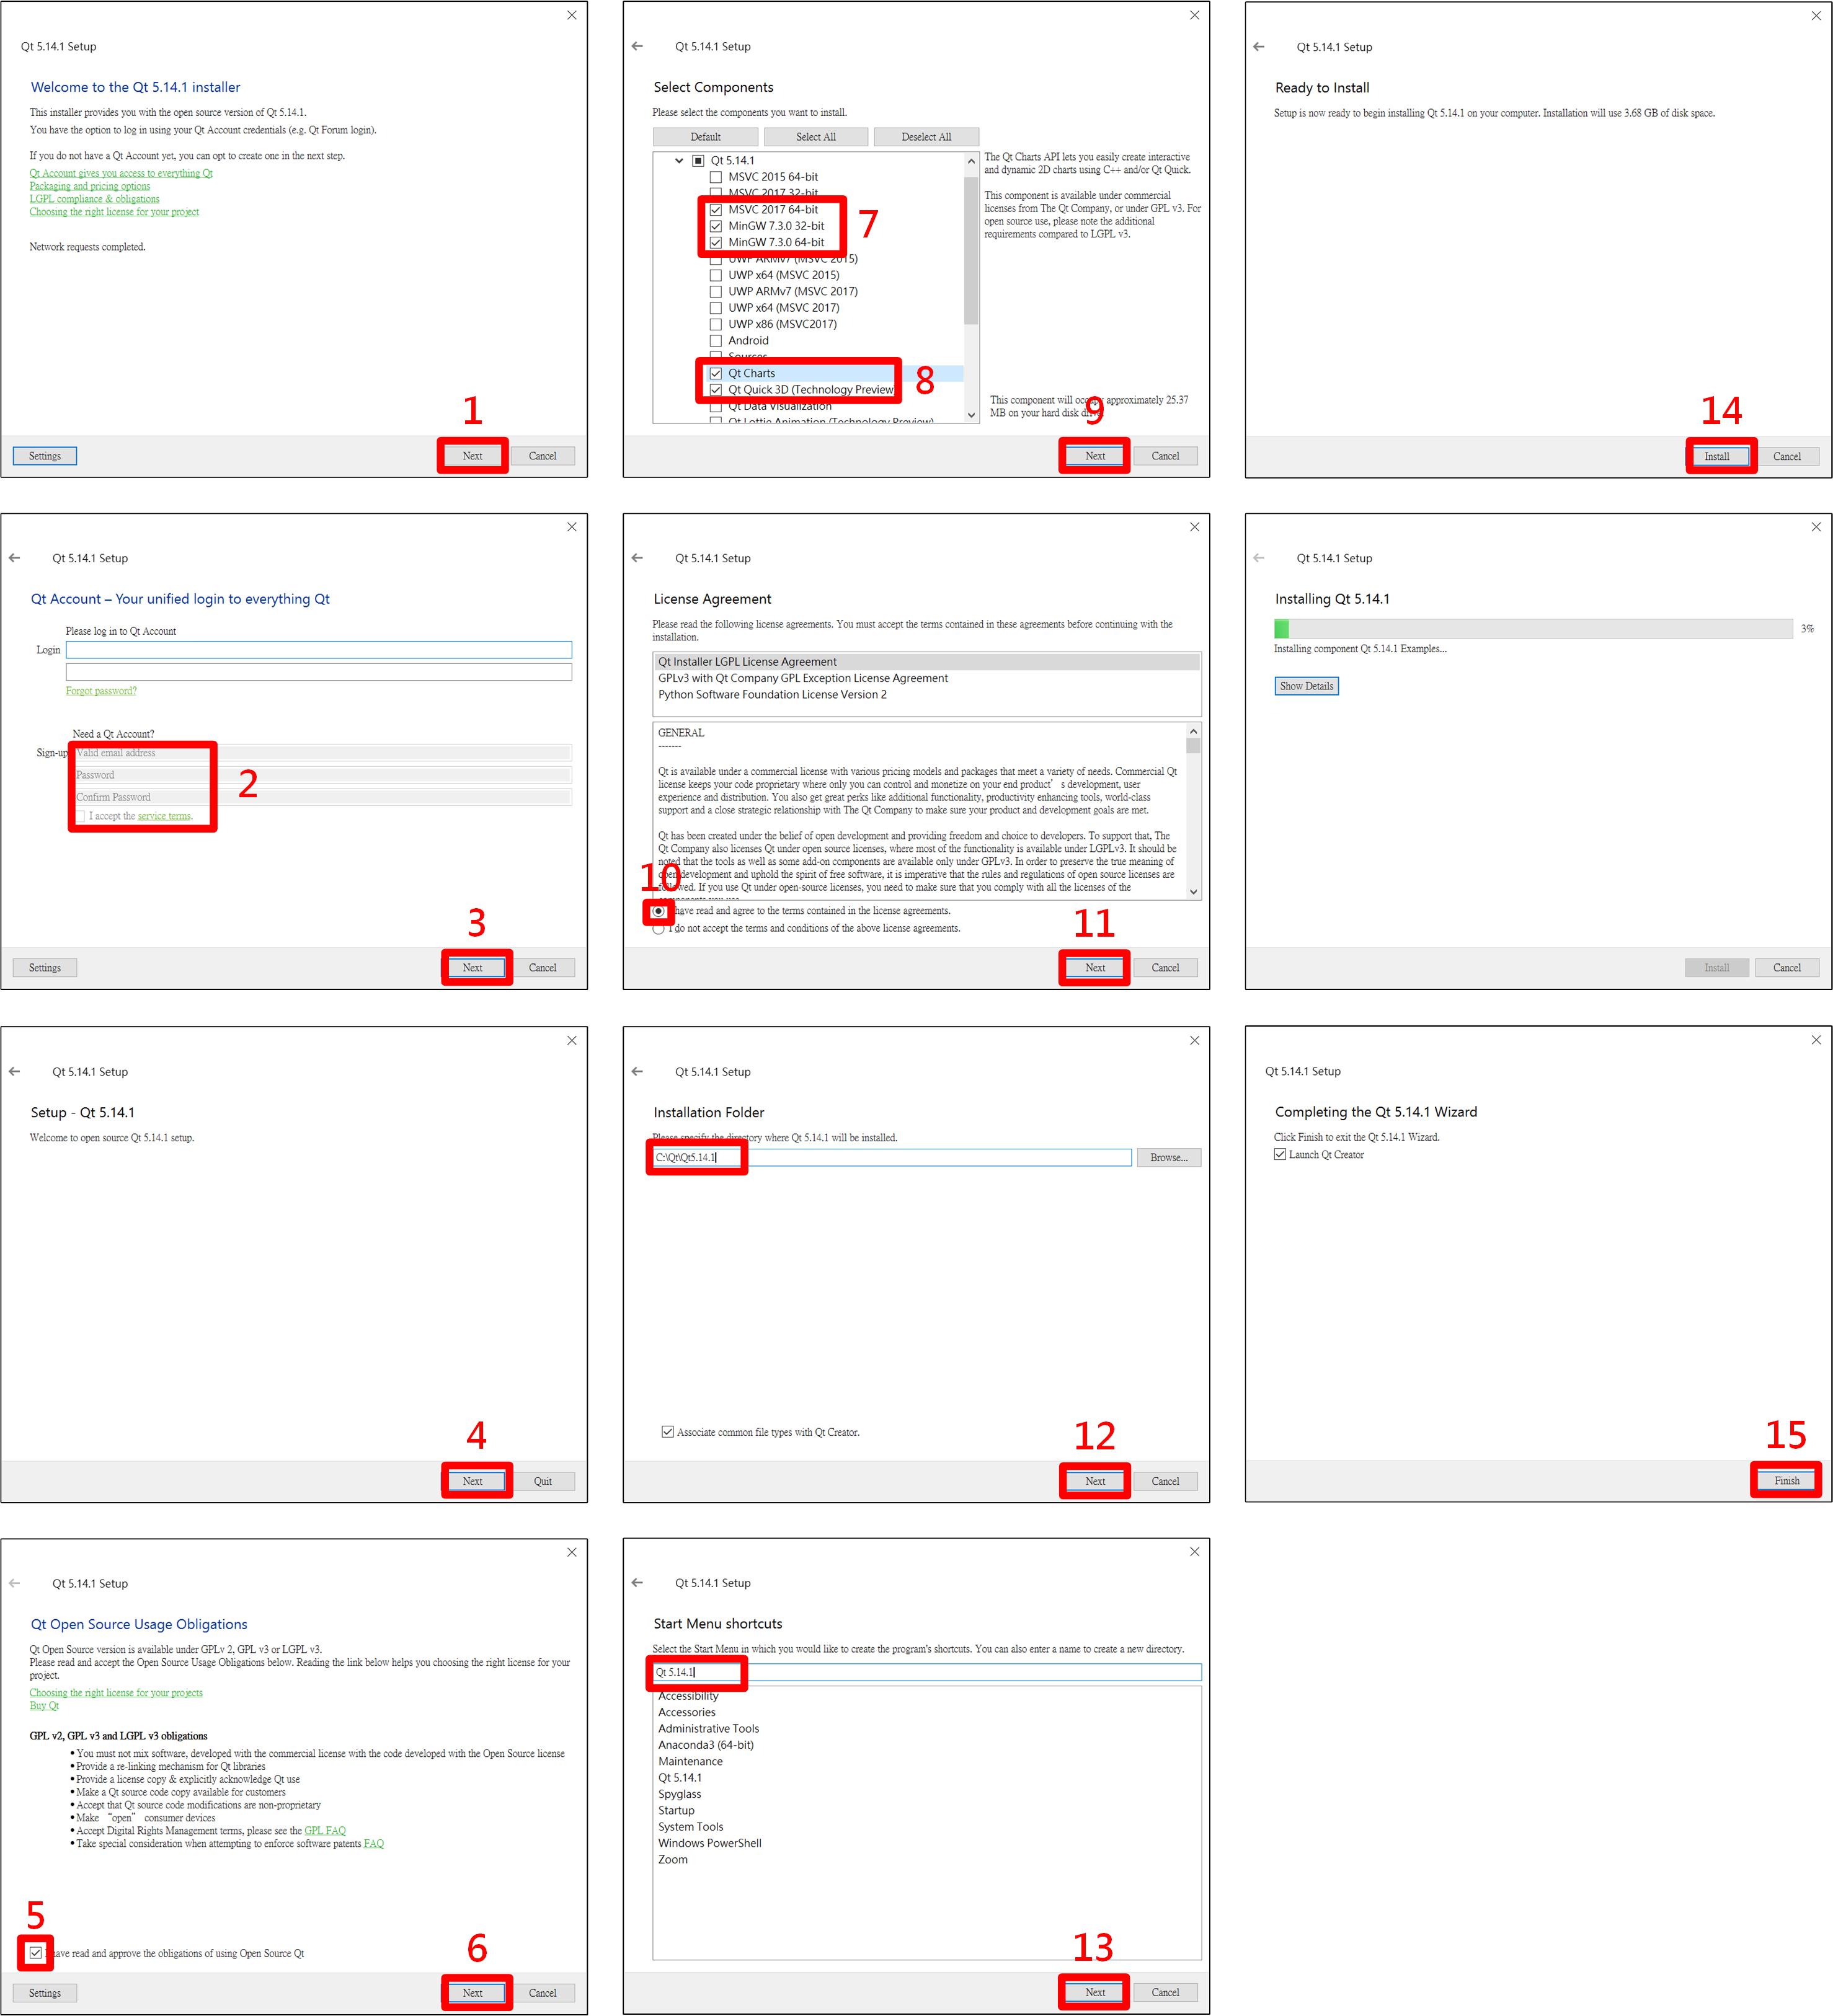 Qt 5.14.1 Setup
Welcome to the Qt 5.14.1 installer
This installer provides you with the open source version of Qt 5.14.1.
You have the option to log in using your Qt Account credentials (e.g. Qt Forum login).
If you do not have a Qt Account yet, you can opt to create one in the next step.
Qt Account gives you access to everything Qt
Packaging and pricing options
LGPL compliance & obligations
Choosing the right license for your project
Network requests completed.
1
Settings
Next
Cancel
Qt 5.14.1 Setup
Qt Account – Your unified login to everything Qt
Please log in to Qt Account
Login
Forgot password?
Need a Qt Account?
Sign-up
Valid email address
Password
Confirm Password
I accept the service terms.
2
3
Settings
Next
Cancel
Qt 5.14.1 Setup
Setup - Qt 5.14.1
Welcome to open source Qt 5.14.1 setup.
4
Next
Quit
Qt 5.14.1 Setup
Qt Open Source Usage Obligations
Qt Open Source version is available under GPLv 2, GPL v3 or LGPL v3.
Please read and accept the Open Source Usage Obligations below. Reading the link below helps you choosing the right license for your
project.
Choosing the right license for your projects
Buy Qt
GPL v2, GPL v3 and LGPL v3 obligations
• You must not mix software, developed with the commercial license with the code developed with the Open Source license
• Provide a re-linking mechanism for Qt libraries
• Provide a license copy & explicitly acknowledge Qt use
• Make a Qt source code copy available for customers
• Accept that Qt source code modifications are non-proprietary
• Make “open” consumer devices
• Accept Digital Rights Management terms, please see the GPL FAQ
• Take special consideration when attempting to enforce software patents FAQ
5
have read and approve the obligations of using Open Source Qt
6
Settings
Next
Cancel
Qt 5.14.1 Setup
Select Components
Please select the components you want to install.
Default
Select All
Deselect All
Qt 5.14.1
MSVC 2015 64-bit
MSVC 2017 32-bit
MSVC 2017 64-bit
MinGW 7.3.0 32-bit
MinGW 7.3.0 64-bit
UWP ARMv7 (MSVC 2015)
UWP x64 (MSVC 2015)
UWP ARMv7 (MSVC 2017)
UWP x64 (MSVC 2017)
UWP x86 (MSVC2017)
Android
Sources
Qt Charts
Qt Quick 3D (Technology Preview
Qt Data Visualization
Qt Lottie Animation (Technology Preview)
7
8
The Qt Charts API lets you easily create interactive
and dynamic 2D charts using C++ and/or Qt Quick.
This component is available under commercial
licenses from The Qt Company, or under GPL v3. For
open source use, please note the additional
requirements compared to LGPL v3.
This component will occupy approximately 25.37
MB on your hard disk drive.
9
Next
Cancel
Qt 5.14.1 Setup
License Agreement
Please read the following license agreements. You must accept the terms contained in these agreements before continuing with the
installation.
Qt Installer LGPL License Agreement
GPLv3 with Qt Company GPL Exception License Agreement
Python Software Foundation License Version 2
GENERAL
-------
Qt is available under a commercial license with various pricing models and packages that meet a variety of needs. Commercial Qt
license keeps your code proprietary where only you can control and monetize on your end product’s development, user
experience and distribution. You also get great perks like additional functionality, productivity enhancing tools, world-class
support and a close strategic relationship with The Qt Company to make sure your product and development goals are met.
Qt has been created under the belief of open development and providing freedom and choice to developers. To support that, The
Qt Company also licenses Qt under open source licenses, where most of the functionality is available under LGPLv3. It should be
noted that the tools as well as some add-on components are available only under GPLv3. In order to preserve the true meaning of
open development and uphold the spirit of free software, it is imperative that the rules and regulations of open source licenses are
followed. If you use Qt under open-source licenses, you need to make sure that you comply with all the licenses of the
components you use.
10
have read and agree to the terms contained in the license agreements.
I do not accept the terms and conditions of the above license agreements.
11
Next
Cancel
Qt 5.14.1 Setup
Installation Folder
Please specify the directory where Qt 5.14.1 will be installed.
C:\Qt\Qt5.14.1
Browse...
Associate common file types with Qt Creator.
12
Next
Cancel
Qt 5.14.1 Setup
Start Menu shortcuts
Select the Start Menu in which you would like to create the program's shortcuts. You can also enter a name to create a new directory.
Qt 5.14.1
Accessibility
Accessories
Administrative Tools
Anaconda3 (64-bit)
Maintenance
Qt 5.14.1
Spyglass
Startup
System Tools
Windows PowerShell
Zoom
13
Next
Cancel
Qt 5.14.1 Setup
Ready to Install
Setup is now ready to begin installing Qt 5.14.1 on your computer. Installation will use 3.68 GB of disk space.
14
Install
Cancel
Qt 5.14.1 Setup
Installing Qt 5.14.1
3%
Installing component Qt 5.14.1 Examples...
Show Details
Install
Cancel
Qt 5.14.1 Setup
Completing the Qt 5.14.1 Wizard
Click Finish to exit the Qt 5.14.1 Wizard.
Launch Qt Creator
15
Finish